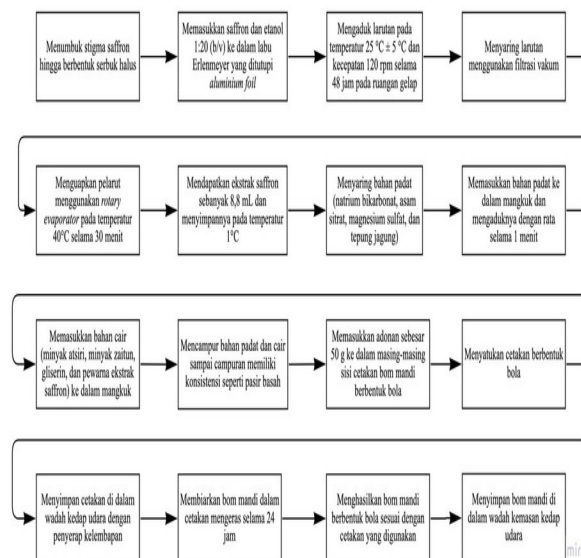 Menumbuk stigma saffron
hingga berbentuk serbuk halus
Memasukkan saffron dan etanol
1:20 (b/v) ke dalam labu
Erlenmeyer yang ditutupi
aluminium foil
Mengaduk larutan pada
temperatur 25 °C ± 5 °C dan
kecepatan 120 rpm selama
48 jam pada ruangan gelap
Menyaring larutan
menggunakan filtrasi vakum
Menguapkan pelarut
menggunakan rotary
evaporator pada temperatur
40°C selama 30 menit
Mendapatkan ekstrak saffron
sebanyak 8,8 mL dan
menyimpannya pada temperatur
1°C
Menyaring bahan padat
(natrium bikarbonat, asam
sitrat, magnesium sulfat, dan
tepung jagung)
Memasukkan bahan padat ke
dalam mangkuk dan
mengaduknya dengan rata
selama 1 menit
Memasukkan bahan cair
(minyak atsiri, minyak zaitun,
gliserin, dan pewarna ekstrak
saffron) ke dalam mangkuk
Mencampur bahan padat dan cair
sampai campuran memiliki
konsistensi seperti pasir basah
Memasukkan adonan sebesar
50 g ke dalam masing-masing
sisi cetakan bom mandi
berbentuk bola
Menyatukan cetakan berbentuk
bola
Menyimpan cetakan di dalam
wadah kedap udara dengan
penyerap kelembapan
Membiarkan bom mandi dalam
cetakan mengeras selama 24
jam
Menghasilkan bom mandi
berbentuk bola sesuai dengan
cetakan yang digunakan
Menyimpan bom mandi di
dalam wadah kemasan kedap
udara